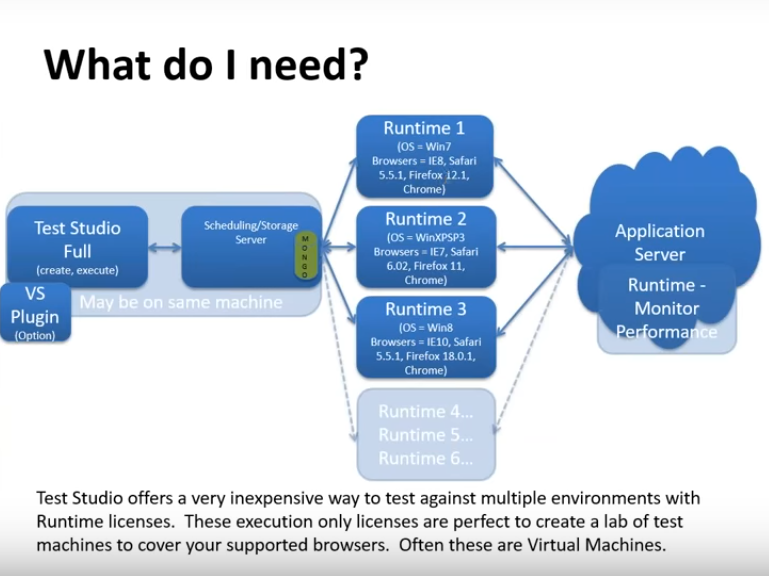 What do I need?
Test Studio
Full
(create, execute)
VS
Plugin
(Option)
May be on same machine
Scheduling/Storage
Server
MONGO
Runtime 1
(OS = Win7
Browsers = IE8, Safari
5.5.1, Firefox 12.1,
Chrome)
Runtime 2
(OS = WinXPSP3
Browsers = IE7, Safari
6.02, Firefox 11,
Chrome)
Runtime 3
(OS = Win8
Browsers = IE10, Safari
5.5.1, Firefox 18.0.1,
Chrome)
Runtime 4...
Runtime 5...
Runtime 6...
Application
Server
Runtime -
Monitor
Performance
Test Studio offers a very inexpensive way to test against multiple environments with
Runtime licenses.  These execution only licenses are perfect to create a lab of test
machines to cover your supported browsers.  Often these are Virtual Machines.